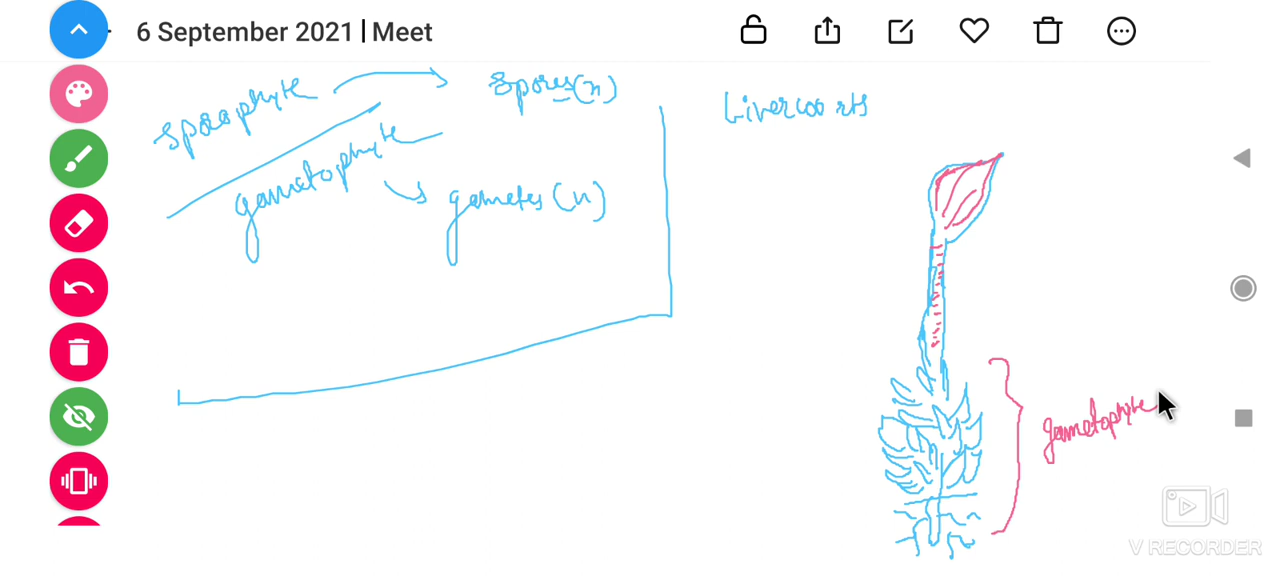 6 September 2021 | Meet
Sporophyte
Spores (n)
gametophyte
gametes (n)
Liverworts
gametophyte
V RECORDER